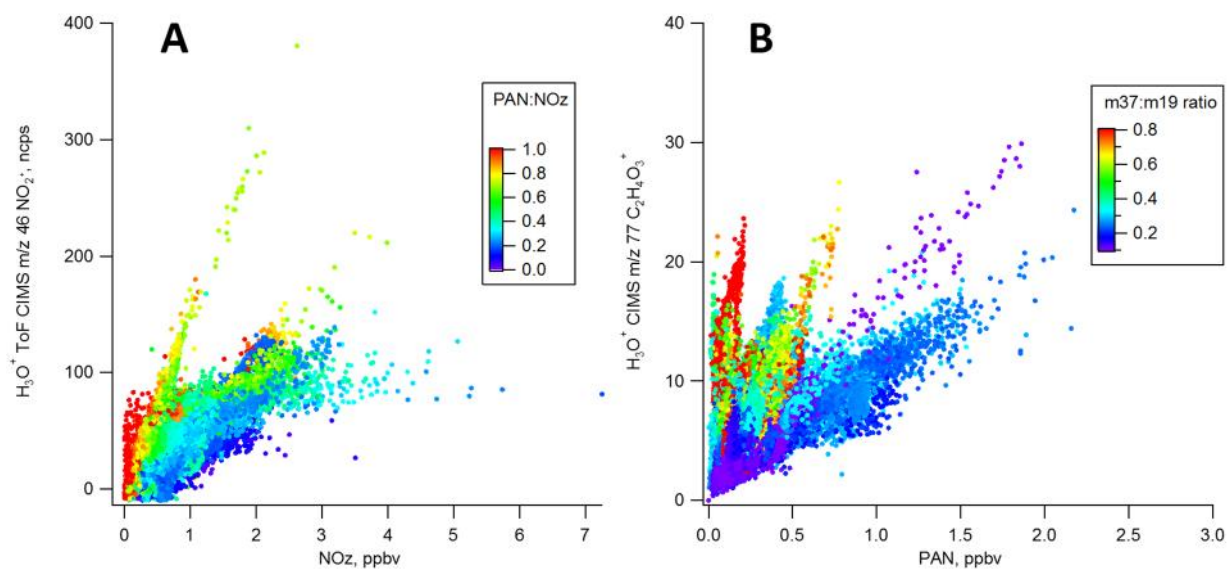 A
400
300
200
100
0
H₃O⁺ ToF CIMS m/z 46 NO₂⁺, ncps
0 1 2 3 4 5 6 7
NOz, ppbv
PAN:NOz
1.0
0.8
0.6
0.4
0.2
0.0
B
40
30
20
10
0
H₃O⁺ CIMS m/z 77 C₂H₄O₃⁺
0.0 0.5 1.0 1.5 2.0 2.5 3.0
PAN, ppbv
m37:m19 ratio
0.8
0.6
0.4
0.2